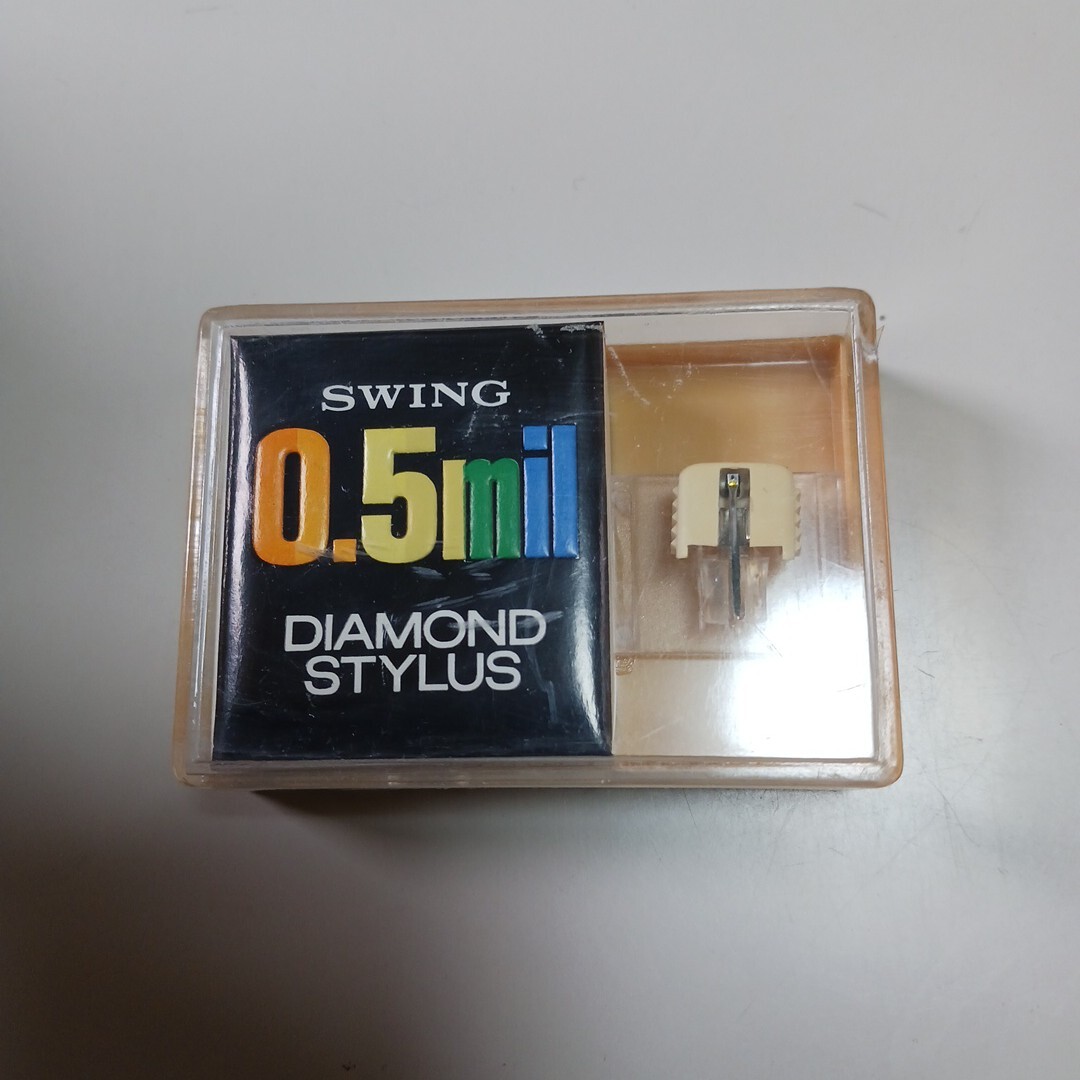 SWING
0.5mil
DIAMOND
STYLUS